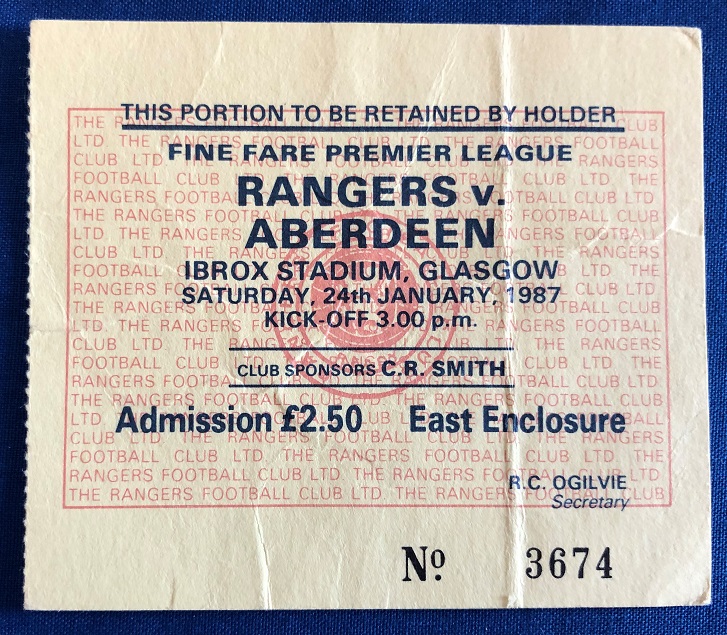 THIS PORTION TO BE RETAINED BY HOLDER
FINE FARE PREMIER LEAGUE
RANGERS v.
ABERDEEN
IBROX STADIUM, GLASGOW
SATURDAY, 24th JANUARY, 1987
KICK-OFF 3.00 p.m.
CLUB SPONSORS C.R. SMITH
Admission £2.50 East Enclosure
R.C. OGILVIE
Secretary
Nº 3674